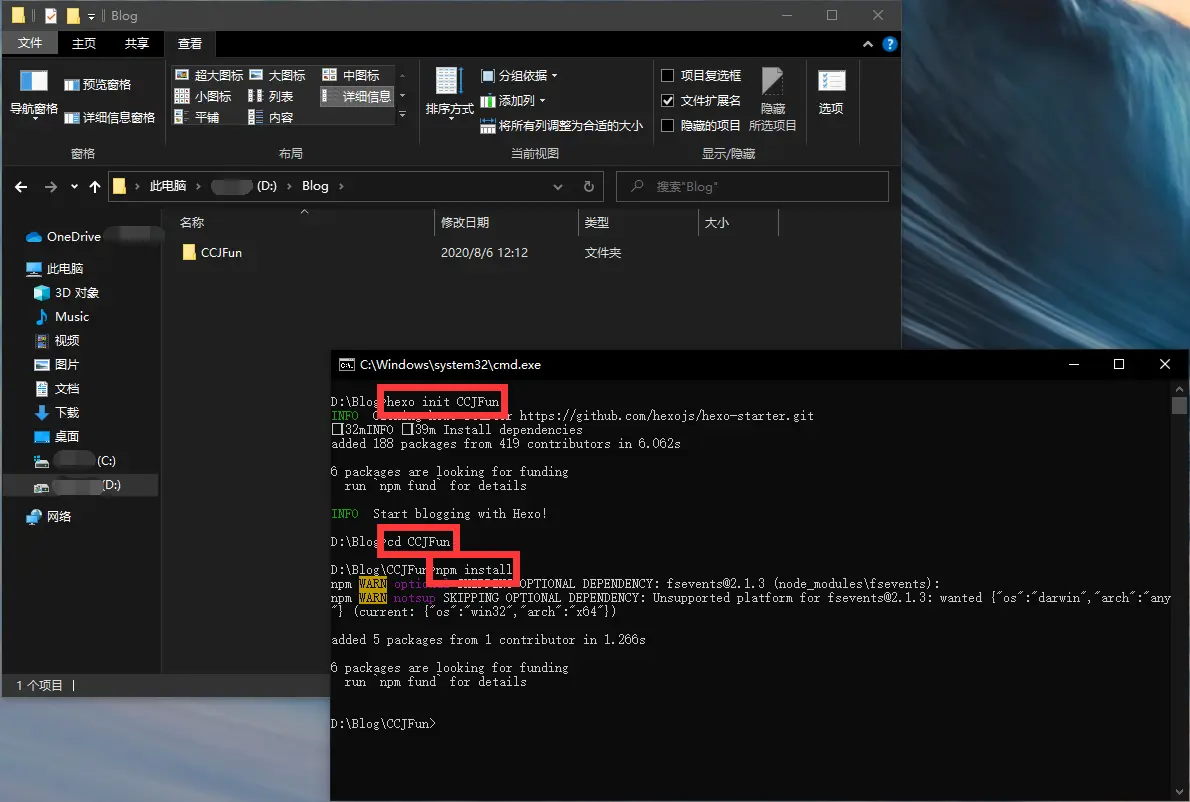 Blog
文件 主页 共享 查看
导航窗格
预览窗格
详细信息窗格
窗格
超大图标 大图标 中图标
小图标 列表 详细信息
平铺 内容
布局
排序方式
分组依据
添加列
将所有列调整为合适的大小
当前视图
项目复选框
文件扩展名
隐藏的项目
隐藏
所选项目
显示/隐藏
选项
此电脑 (D:) Blog
搜索"Blog"
名称 修改日期 类型 大小
CCJFun 2020/8/6 12:12 文件夹
OneDrive
此电脑
3D 对象
Music
视频
图片
文档
下载
桌面
(C:)
(D:)
网络
1 个项目
C:\Windows\system32\cmd.exe
D:\Blog>hexo init CCJFun
INFO https://github.com/hexojs/hexo-starter.git
32mINFO 39m Install dependencies
added 188 packages from 419 contributors in 6.062s
6 packages are looking for funding
run `npm fund` for details
INFO Start blogging with Hexo!
D:\Blog>cd CCJFun
D:\Blog\CCJFun>npm install
npm WARN optional SKIPPING OPTIONAL DEPENDENCY: fsevents@2.1.3 (node_modules\fsevents):
npm WARN notsup SKIPPING OPTIONAL DEPENDENCY: Unsupported platform for fsevents@2.1.3: wanted {"os":"darwin","arch":"any
"} (current: {"os":"win32","arch":"x64"})
added 5 packages from 1 contributor in 1.266s
6 packages are looking for funding
run `npm fund` for details
D:\Blog\CCJFun>